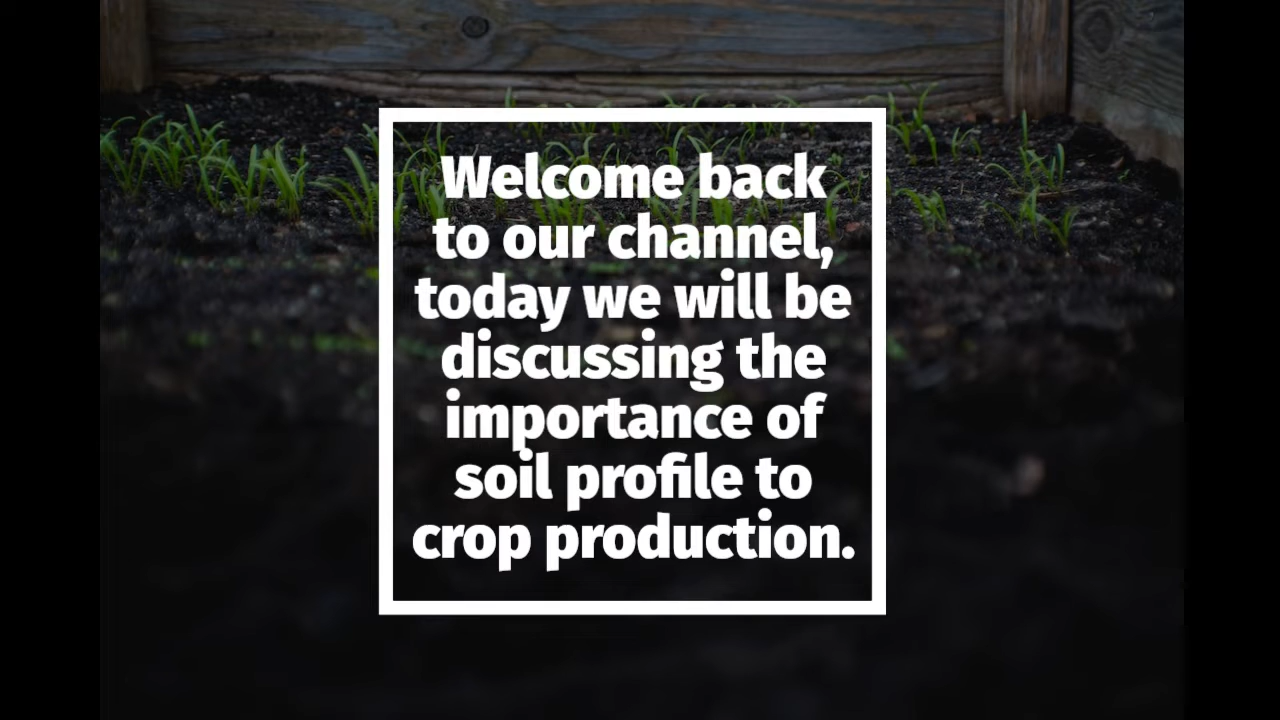 Welcome back
to our channel,
today we will be
discussing the
importance of
soil profile to
crop production.